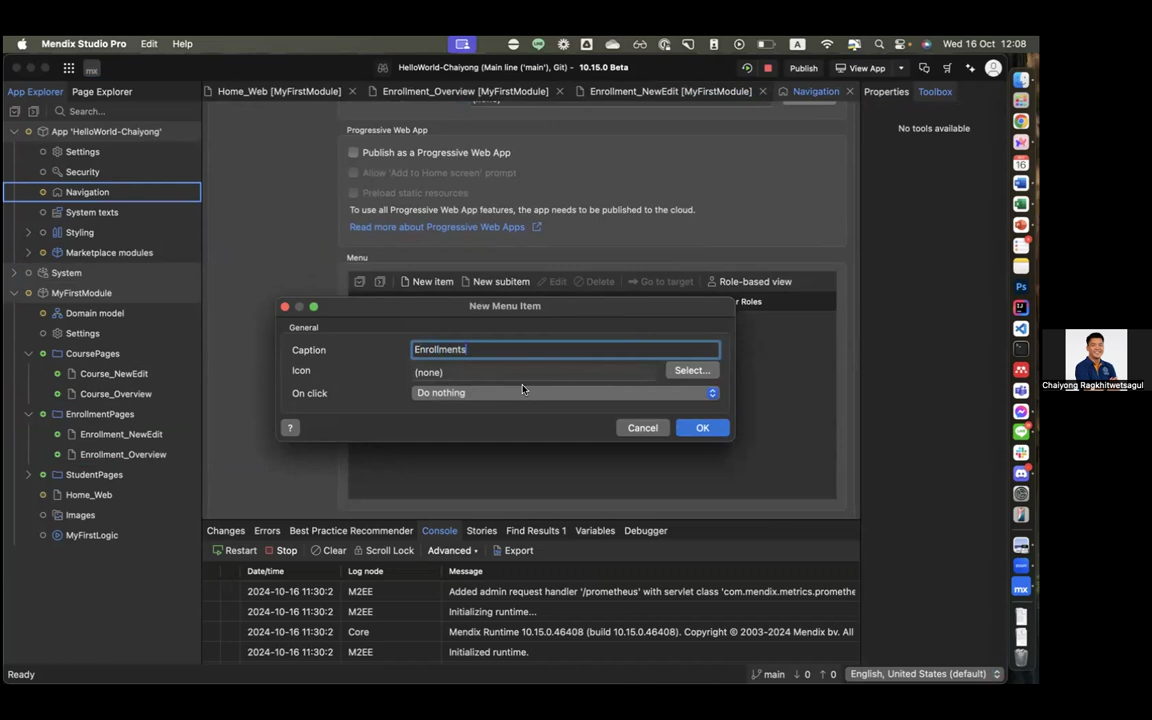 Mendix Studio Pro Edit Help A Wed 16 Oct 12:08
mx HelloWorld-Chaiyong (Main line ('main'), Git) - 10.15.0 Beta Publish View App
App Explorer Page Explorer Home_Web [MyFirstModule] Enrollment_Overview [MyFirstModule] Enrollment_NewEdit [MyFirstModule] Navigation Properties Toolbox
Search...
No tools available
App 'HelloWorld-Chaiyong'
Settings
Security
Navigation
System texts
Styling
Marketplace modules
System
MyFirstModule
Domain model
Settings
CoursePages
Course_NewEdit
Course_Overview
EnrollmentPages
Enrollment_NewEdit
Enrollment_Overview
StudentPages
Home_Web
Images
MyFirstLogic
Progressive Web App
Publish as a Progressive Web App
Allow 'Add to Home screen' prompt
Preload static resources
To use all Progressive Web App features, the app needs to be published to the cloud.
Read more about Progressive Web Apps
Menu
New item New subitem Edit Delete Go to target Role-based view
r Roles
New Menu Item
General
Caption Enrollments
Icon (none) Select...
On click Do nothing
? Cancel OK
Changes Errors Best Practice Recommender Console Stories Find Results 1 Variables Debugger
Restart Stop Clear Scroll Lock Advanced Export
Date/time Log node Message
2024-10-16 11:30:2 M2EE Added admin request handler '/prometheus' with servlet class 'com.mendix.metrics.promethe
2024-10-16 11:30:2 M2EE Initializing runtime...
2024-10-16 11:30:2 Core Mendix Runtime 10.15.0.46408 (build 10.15.0.46408). Copyright © 2003-2024 Mendix bv. All
2024-10-16 11:30:2 M2EE Initialized runtime.
Ready main 0 0 English, United States (default)
16
Ps
mx
Chaiyong Ragkhitwetsagul